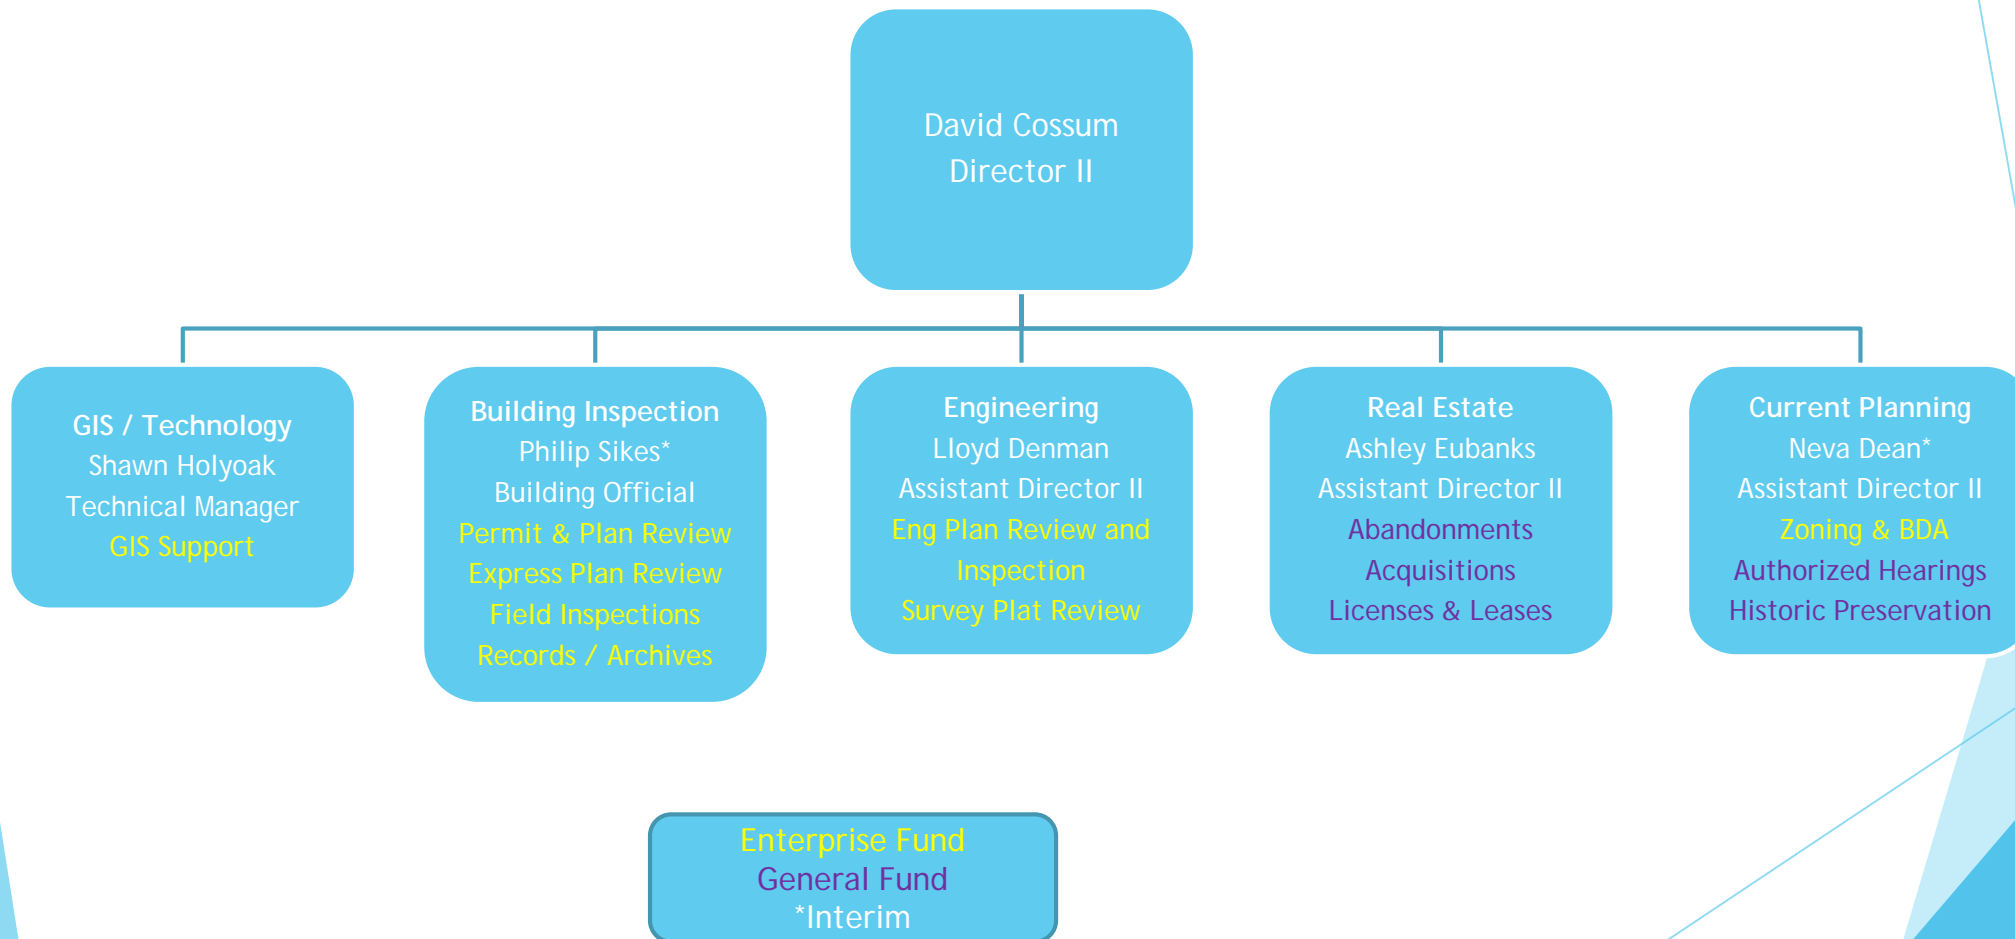 David Cossum
Director II
GIS / Technology
Shawn Holyoak
Technical Manager
GIS Support
Building Inspection
Philip Sikes*
Building Official
Permit & Plan Review
Express Plan Review
Field Inspections
Records / Archives
Engineering
Lloyd Denman
Assistant Director II
Eng Plan Review and
Inspection
Survey Plat Review
Real Estate
Ashley Eubanks
Assistant Director II
Abandonments
Acquisitions
Licenses & Leases
Current Planning
Neva Dean*
Assistant Director II
Zoning & BDA
Authorized Hearings
Historic Preservation
Enterprise Fund
General Fund
*Interim